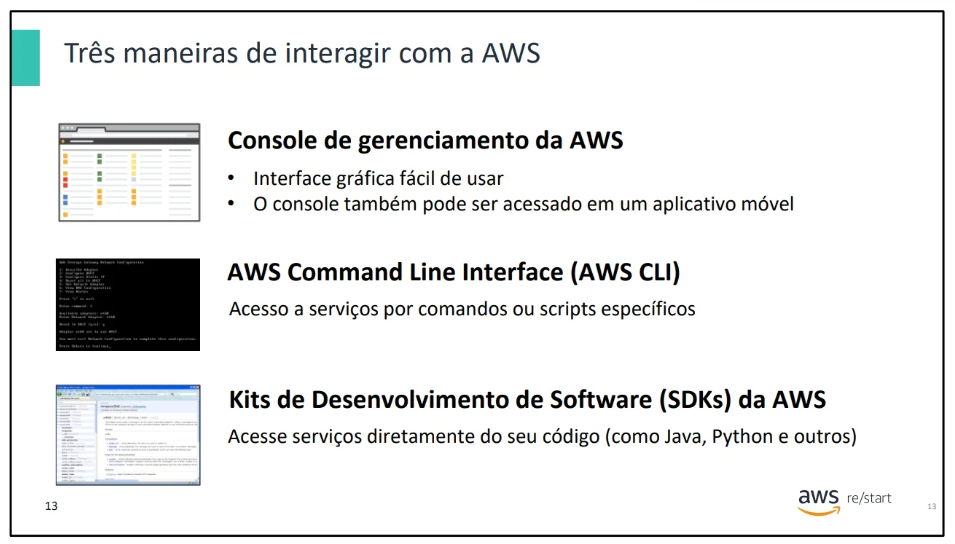 Três maneiras de interagir com a AWS
Console de gerenciamento da AWS
• Interface gráfica fácil de usar
• O console também pode ser acessado em um aplicativo móvel
AWS Command Line Interface (AWS CLI)
Acesso a serviços por comandos ou scripts específicos
Kits de Desenvolvimento de Software (SDKs) da AWS
Acesse serviços diretamente do seu código (como Java, Python e outros)
13
aws re/start
13